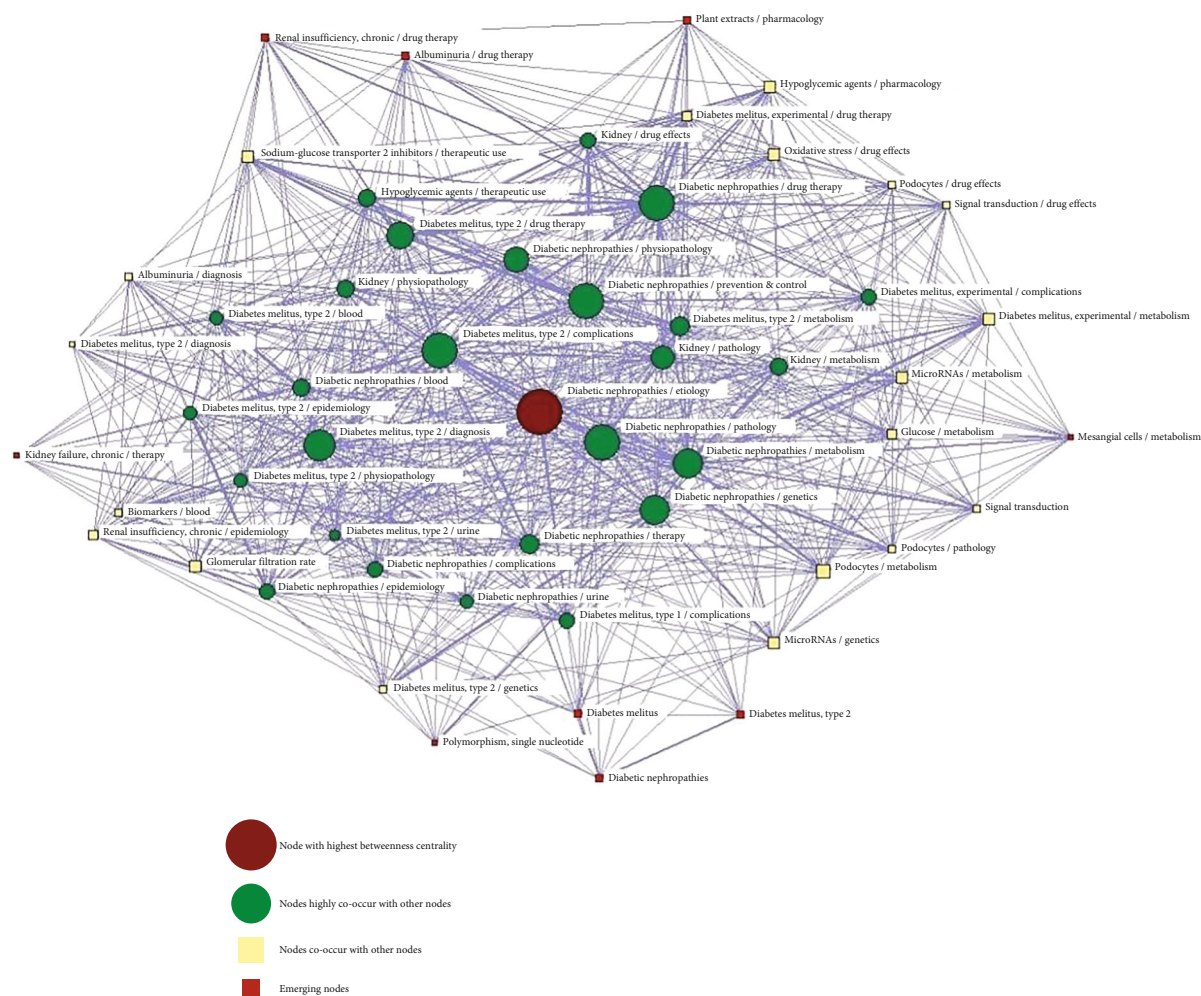 Plant extracts / pharmacology
Renal insufficiency, chronic / drug therapy
Albuminuria / drug therapy
Hypoglycemic agents / pharmacology
Diabetes melitus, experimental / drug therapy
Kidney / drug effects
Oxidative stress / drug effects
Sodium-glucose transporter 2 inhibitors / therapeutic use
Podocytes / drug effects
Diabetic nephropathies / drug therapy
Hypoglycemic agents / therapeutic use
Signal transduction / drug effects
Diabetes melitus, type 2 / drug therapy
Diabetic nephropathies / physiopathology
Albuminuria / diagnosis
Kidney / physiopathology
Diabetic nephropathies / prevention & control
Diabetes melitus, experimental / complications
Diabetes melitus, type 2 / blood
Diabetes melitus, type 2 / metabolism
Diabetes melitus, experimental / metabolism
Diabetes melitus, type 2 / complications
Diabetes melitus, type 2 / diagnosis
Kidney / pathology
Kidney / metabolism
MicroRNAs / metabolism
Diabetic nephropathies / blood
Diabetic nephropathies / etiology
Diabetes melitus, type 2 / epidemiology
Diabetic nephropathies / pathology
Diabetes melitus, type 2 / diagnosis
Glucose / metabolism
Mesangial cells / metabolism
Kidney failure, chronic / therapy
Diabetic nephropathies / metabolism
Diabetes melitus, type 2 / physiopathology
Diabetic nephropathies / genetics
Signal transduction
Biomarkers / blood
Renal insufficiency, chronic / epidemiology
Diabetes melitus, type 2 / urine
Diabetic nephropathies / therapy
Podocytes / pathology
Glomerular filtration rate
Diabetic nephropathies / complications
Podocytes / metabolism
Diabetic nephropathies / epidemiology
Diabetic nephropathies / urine
Diabetes melitus, type 1 / complications
MicroRNAs / genetics
Diabetes melitus, type 2 / genetics
Diabetes melitus
Diabetes melitus, type 2
Polymorphism, single nucleotide
Diabetic nephropathies
Node with highest betweenness centrality
Nodes highly co-occur with other nodes
Nodes co-occur with other nodes
Emerging nodes